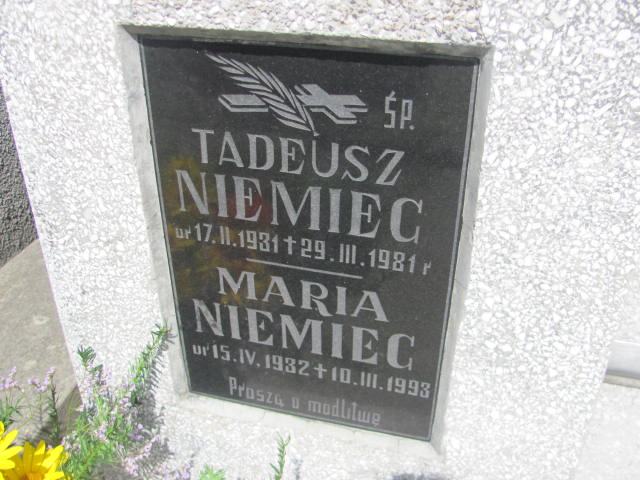 ŚP.
TADEUSZ
NIEMIEC
ur 17.II.1931 + 29.III.1981 r
MARIA
NIEMIEC
ur 15.IV.1932 + 10.III.1993
Proszą o modlitwę